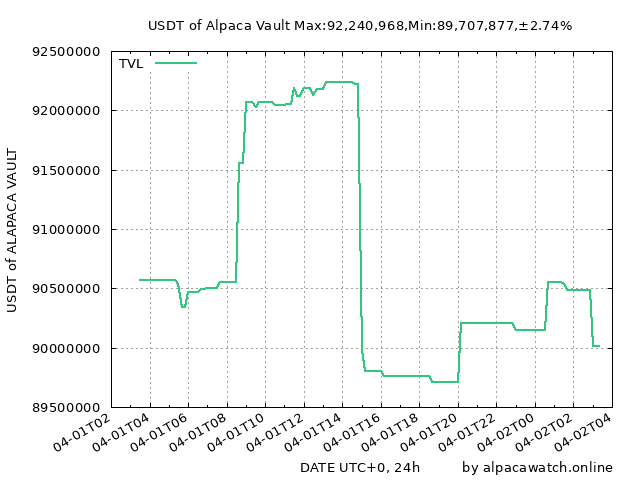 USDT of Alpaca Vault Max:92,240,968,Min:89,707,877,±2.74%
TVL
USDT of ALAPACA VAULT
92500000
92000000
91500000
91000000
90500000
90000000
89500000
04-01T02
04-01T04
04-01T06
04-01T08
04-01T10
04-01T12
04-01T14
04-01T16
04-01T18
04-01T20
04-01T22
04-02T00
04-02T02
04-02T04
DATE UTC+0, 24h
by alpacawatch.online